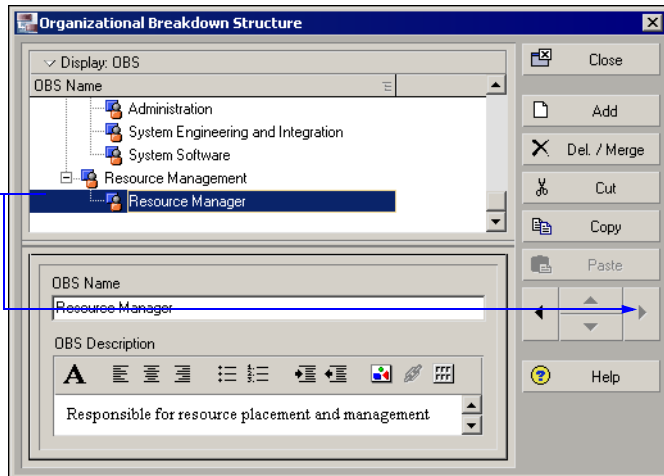 Organizational Breakdown Structure
Display: OBS
OBS Name
Administration
System Engineering and Integration
System Software
Resource Management
Resource Manager
OBS Name
Resource Manager
OBS Description
A
Responsible for resource placement and management
Close
Add
Del. / Merge
Cut
Copy
Paste
Help